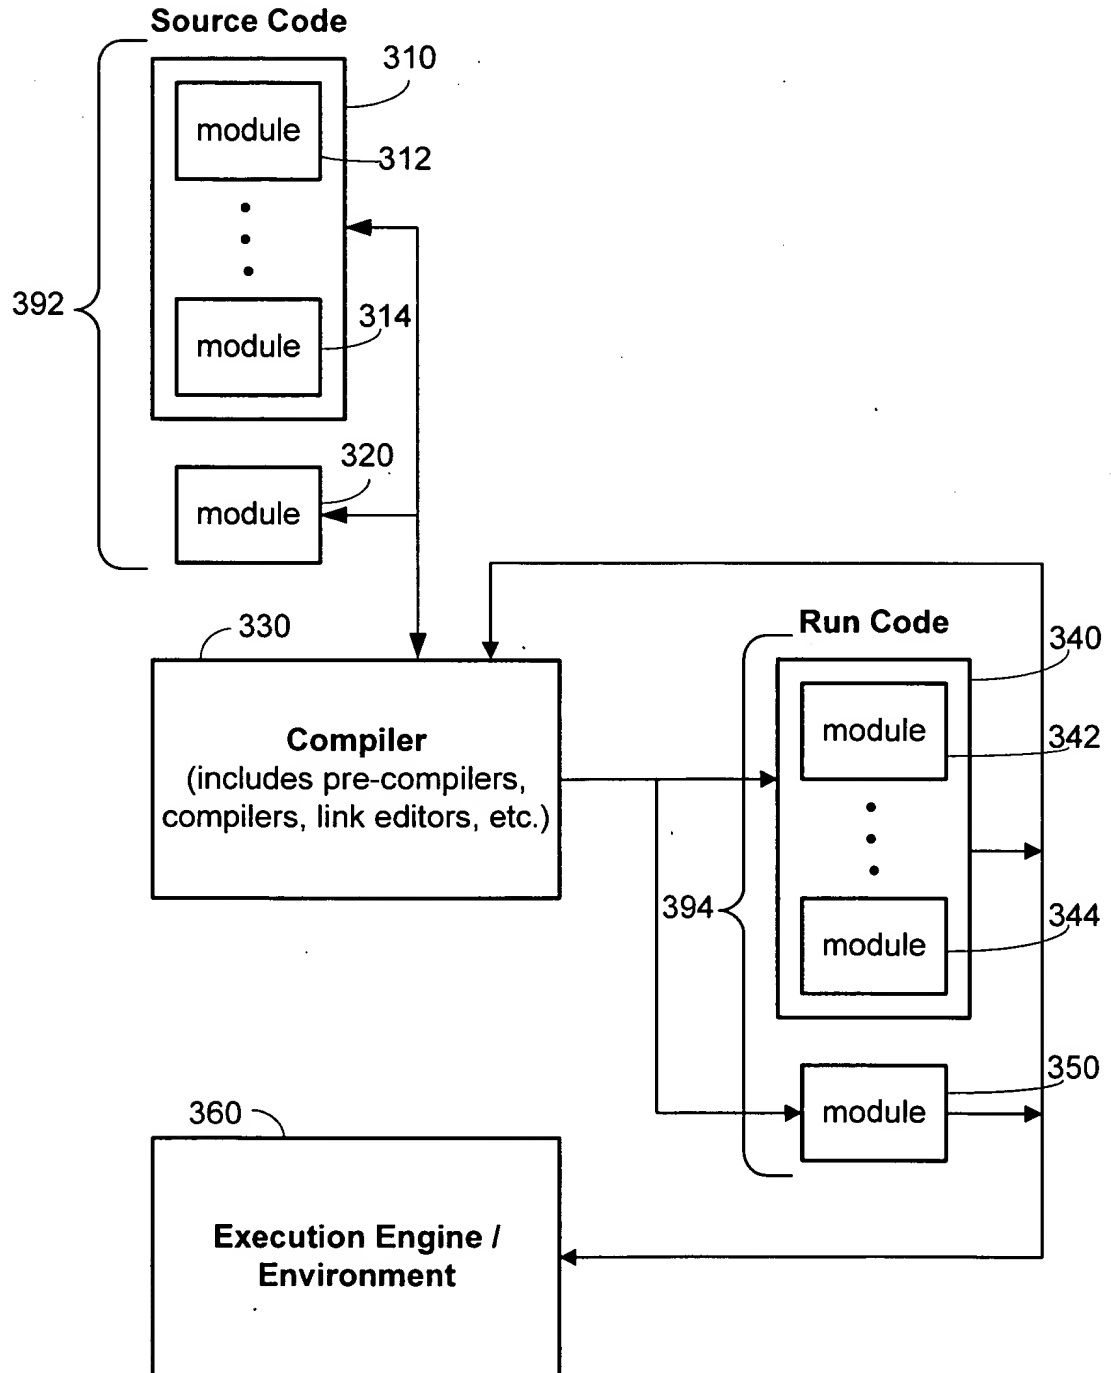 Source Code
310
module
312
392
314
module
320
module
330
Run Code
340
Compiler
(includes pre-compilers,
compilers, link editors, etc.)
module
342
394
344
module
350
module
360
Execution Engine /
Environment